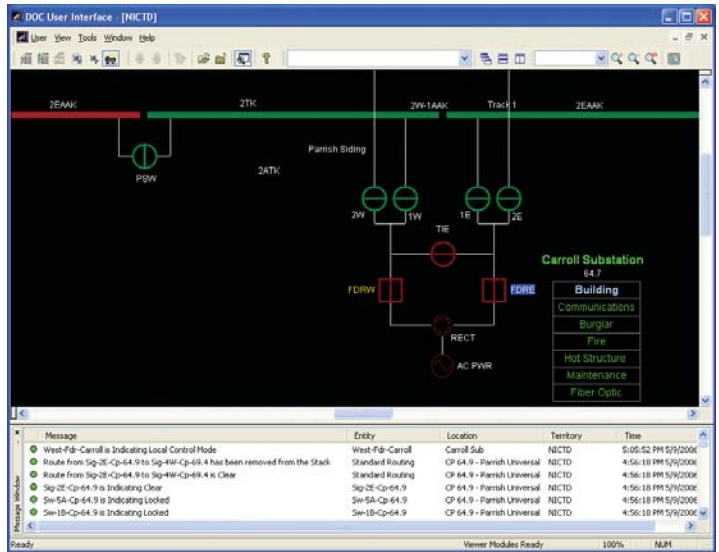 DOC User Interface - [NICTD]
User View Tools Window Help
2EAAK 2TK 2W-1AAK Track 1 2EAAK
Parrish Siding
PSW 2ATK
2W 1W 1E 2E
TIE
Carroll Substation
64.7
FDRW FDRE Building
Communications
Burglar
RECT Fire
Hot Structure
AC PWR Maintenance
Fiber Optic
Message Entity Location Territory Time
West-Fdr-Carroll is Indicating Local Control Mode West-Fdr-Carroll Carroll Sub NICTD 5:05:52 PM 5/9/2006
Route from Sig-2E-Cp-64.9 to Sig-4W-Cp-69.4 has been removed from the Stack Standard Routing CP 64.9 - Parrish Universal NICTD 4:56:18 PM 5/9/2006
Route from Sig-2E-Cp-64.9 to Sig-4W-Cp-69.4 is Clear Standard Routing CP 64.9 - Parrish Universal NICTD 4:56:18 PM 5/9/2006
Sig-2E-Cp-64.9 is Indicating Clear Sig-2E-Cp-64.9 CP 64.9 - Parrish Universal NICTD 4:56:18 PM 5/9/2006
Sw-5A-Cp-64.9 is Indicating Locked Sw-5A-Cp-64.9 CP 64.9 - Parrish Universal NICTD 4:56:18 PM 5/9/2006
Sw-1B-Cp-64.9 is Indicating Locked Sw-1B-Cp-64.9 CP 64.9 - Parrish Universal NICTD 4:56:18 PM 5/9/2006
Message Window
Ready Viewer Modules Ready 100% NUM